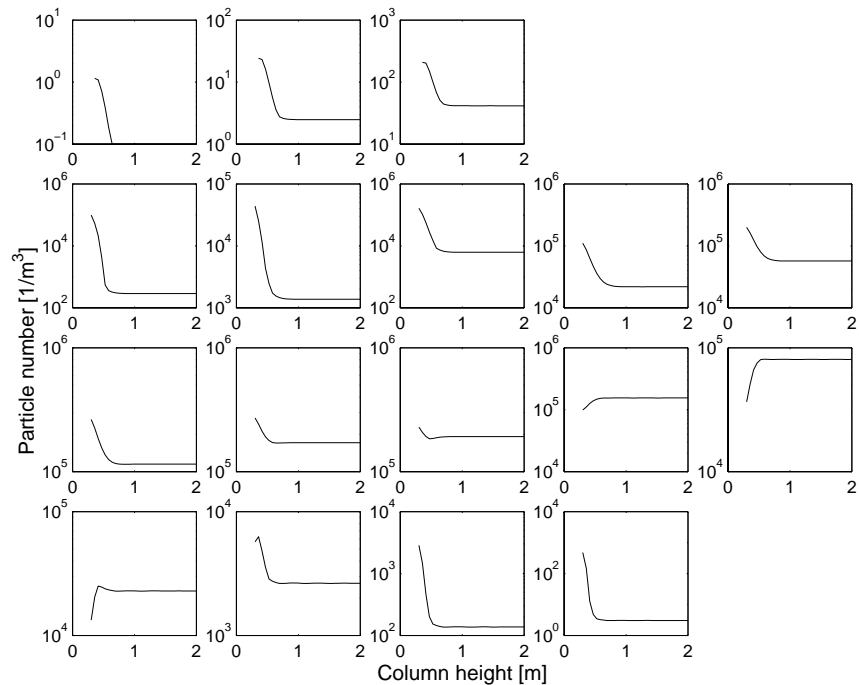 10^1 10^2 10^3
10^0 10^1 10^2
10^−1 10^0 10^1
0 1 2 0 1 2 0 1 2
10^6 10^5 10^6 10^6 10^6
10^4 10^4 10^4 10^5 10^5
10^2 10^3 10^2 10^4 10^4
0 1 2 0 1 2 0 1 2 0 1 2 0 1 2
Particle number [1/m^3]
10^6 10^6 10^6 10^6 10^5
10^5
10^5 10^5 10^5 10^4 10^4
0 1 2 0 1 2 0 1 2 0 1 2 0 1 2
10^5 10^4 10^4 10^4
10^3 10^2
10^4 10^3 10^2 10^0
0 1 2 0 1 2 0 1 2 0 1 2
Column height [m]